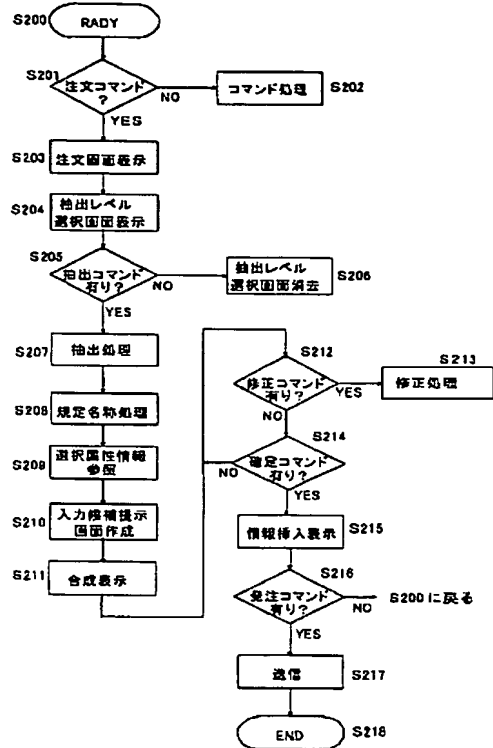 S200
RADY
S201
注文コマンド
?
NO
コマンド処理
S202
YES
S203
注文画面表示
S204
抽出レベル
選択画面表示
S205
抽出コマンド
有り?
NO
抽出レベル
選択画面消去
S206
YES
S207
抽出処理
S208
規定名称処理
S209
選択属性情報
参照
S210
入力候補提示
画面作成
S211
合成表示
S212
修正コマンド
有り?
YES
S213
修正処理
NO
S214
確定コマンド
有り?
NO
YES
情報挿入表示
S215
S216
発注コマンド
有り?
NO
S200に戻る
YES
送信
S217
END
S218